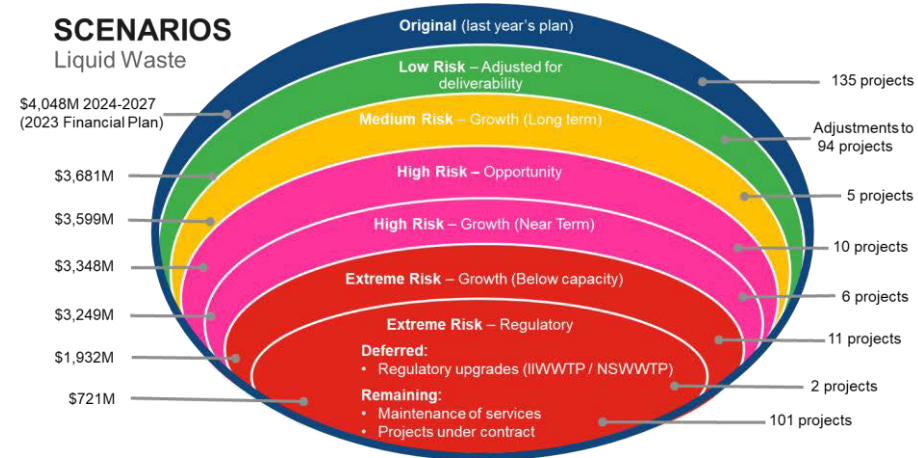 SCENARIOS
Liquid Waste
Original (last year's plan)
Low Risk – Adjusted for
deliverability
Medium Risk – Growth (Long term)
High Risk – Opportunity
High Risk – Growth (Near Term)
Extreme Risk – Growth (Below capacity)
Extreme Risk – Regulatory
Deferred:
• Regulatory upgrades (IIWWTP / NSWWTP)
Remaining:
• Maintenance of services
• Projects under contract
$4,048M 2024-2027
(2023 Financial Plan)
$3,681M
$3,599M
$3,348M
$3,249M
$1,932M
$721M
135 projects
Adjustments to
94 projects
5 projects
10 projects
6 projects
11 projects
2 projects
101 projects